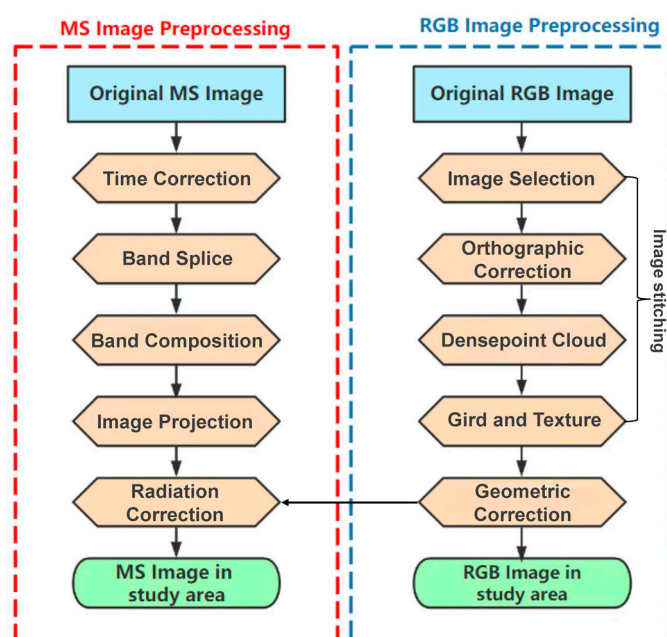 MS Image Preprocessing
Original MS Image
Time Correction
Band Splice
Band Composition
Image Projection
Radiation
Correction
MS Image in
study area
RGB Image Preprocessing
Original RGB Image
Image Selection
Orthographic
Correction
Densepoint Cloud
Gird and Texture
Geometric
Correction
RGB Image in
study area
Image stitching